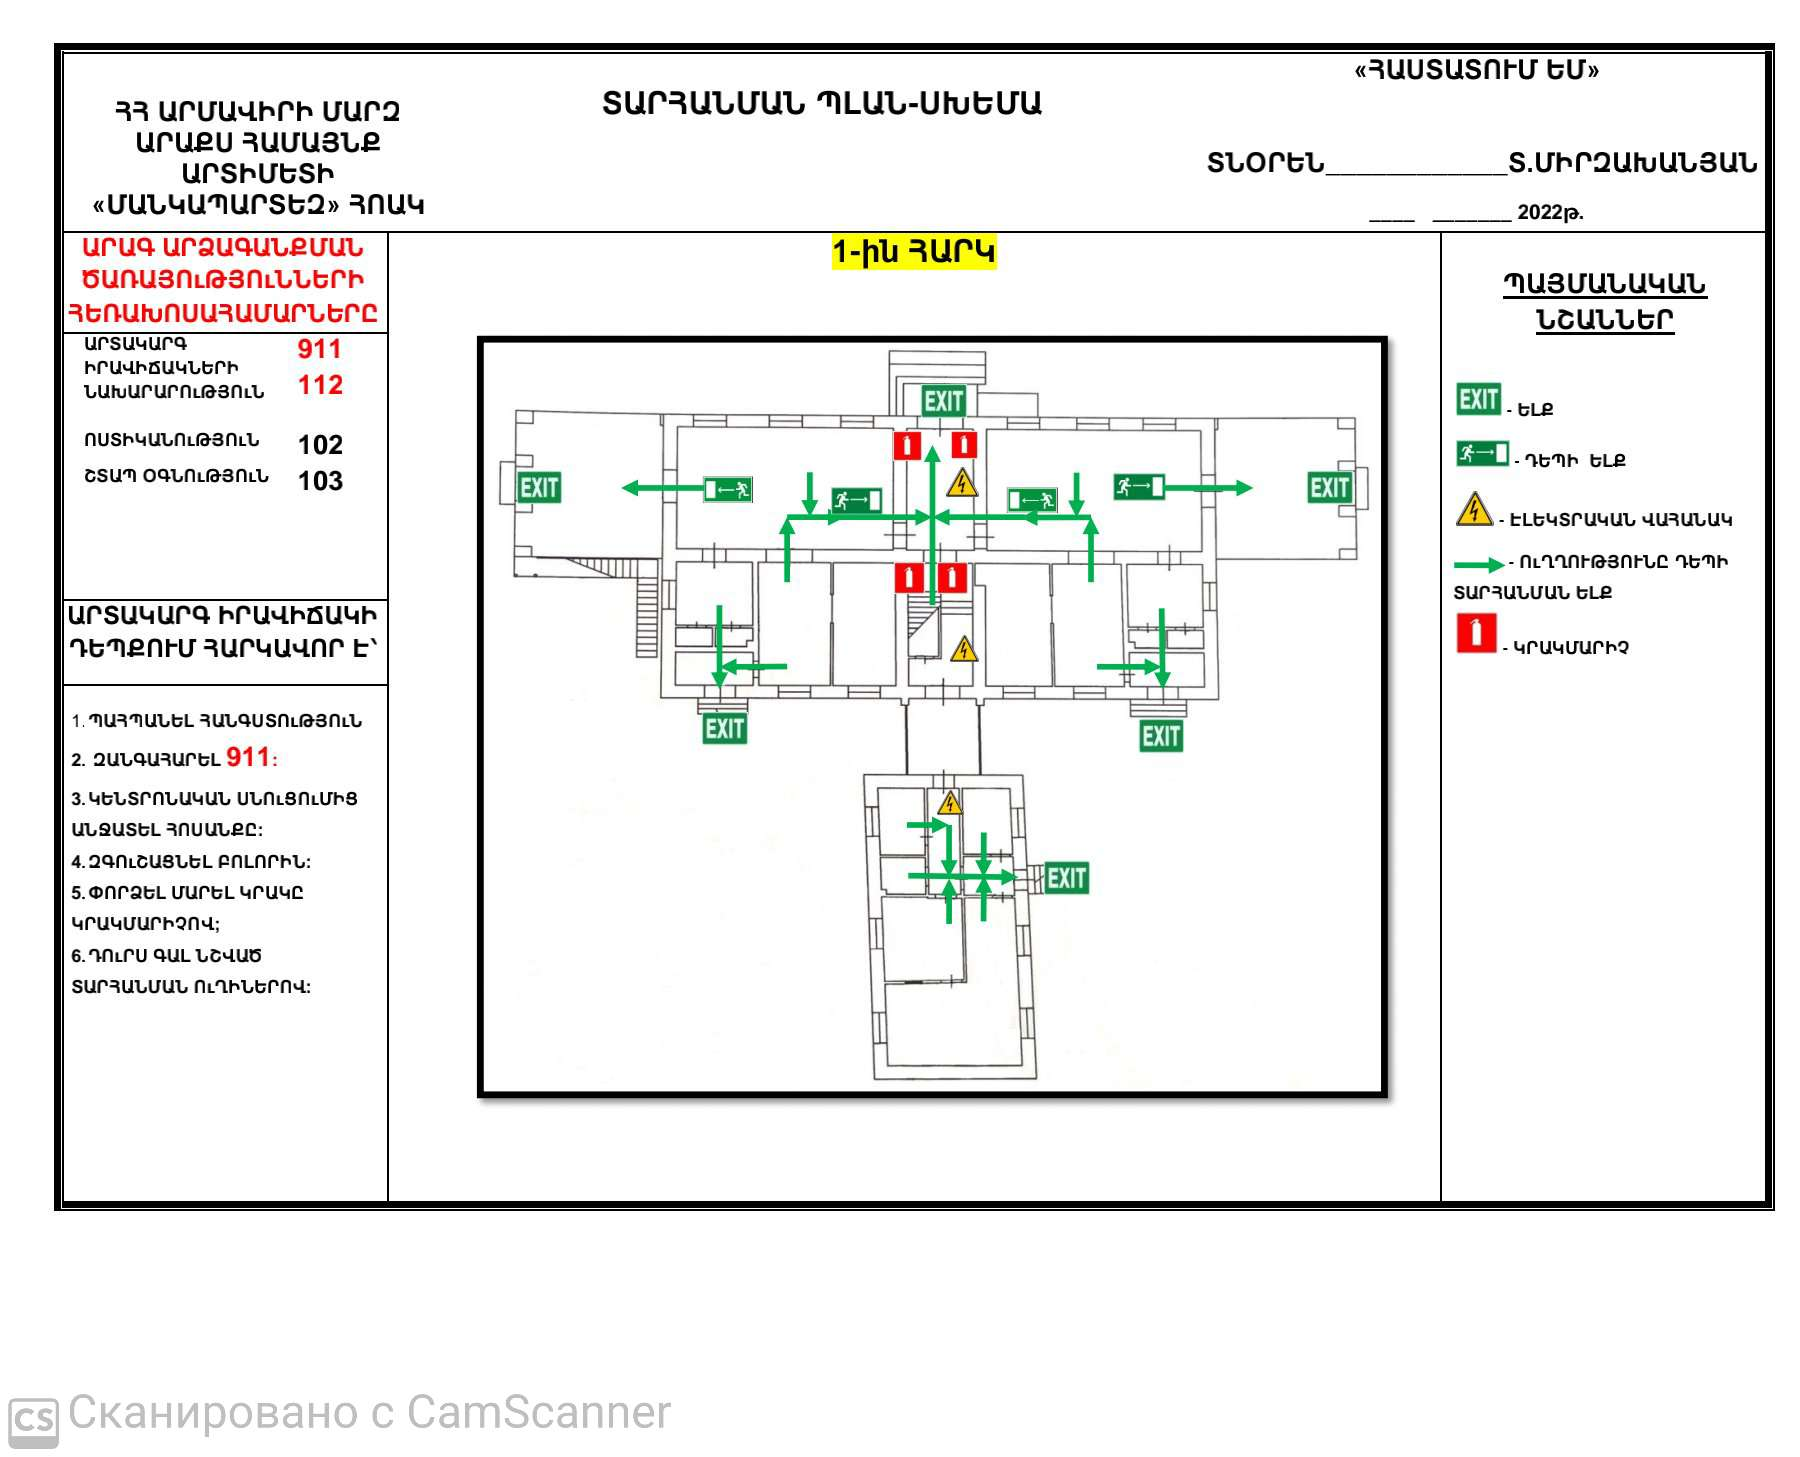 «ՀԱՍՏԱՏՈՒՄ ԵՄ»
ՀՀ ԱՐՄԱՎԻՐԻ ՄԱՐԶ
ԱՐԱՔՍ ՀԱՄԱՅՆՔ
ԱՐՏԻՄԵՏԻ
«ՄԱՆԿԱՊԱՐՏԵԶ» ՀՈԱԿ
ՏԱՐՀԱՆՄԱՆ ՊԼԱՆ-ՍԽԵՄԱ
ՏՆՕՐԵՆ_____________Տ.ՄԻՐԶԱԽԱՆՅԱՆ
____ _______ 2022թ.
ԱՐԱԳ ԱՐՁԱԳԱՆՔՄԱՆ
ԾԱՌԱՅՈւԹՅՈւՆՆԵՐԻ
ՀԵՌԱԽՈՍԱՀԱՄԱՐՆԵՐԸ
ԱՐՏԱԿԱՐԳ 911
ԻՐԱՎԻՃԱԿՆԵՐԻ
ՆԱԽԱՐԱՐՈւԹՅՈւՆ 112
ՈՍՏԻԿԱՆՈւԹՅՈւՆ 102
ՇՏԱՊ ՕԳՆՈւԹՅՈւՆ 103
ԱՐՏԱԿԱՐԳ ԻՐԱՎԻՃԱԿԻ
ԴԵՊՔՈՒՄ ՀԱՐԿԱՎՈՐ Է՝
1. ՊԱՀՊԱՆԵԼ ՀԱՆԳՍՏՈւԹՅՈւՆ
2. ԶԱՆԳԱՀԱՐԵԼ 911:
3. ԿԵՆՏՐՈՆԱԿԱՆ ՍՆՈւՑՈւՄԻՑ
ԱՆՋԱՏԵԼ ՀՈՍԱՆՔԸ:
4. ԶԳՈւՇԱՑՆԵԼ ԲՈԼՈՐԻՆ:
5. ՓՈՐՁԵԼ ՄԱՐԵԼ ԿՐԱԿԸ
ԿՐԱԿՄԱՐԻՉՈՎ;
6. ԴՈւՐՍ ԳԱԼ ՆՇՎԱԾ
ՏԱՐՀԱՆՄԱՆ ՈւՂԻՆԵՐՈՎ:
1-ին ՀԱՐԿ
EXIT
EXIT
EXIT
EXIT
EXIT
EXIT
ՊԱՅՄԱՆԱԿԱՆ
ՆՇԱՆՆԵՐ
EXIT - ԵԼՔ
- ԴԵՊԻ ԵԼՔ
- ԷԼԵԿՏՐԱԿԱՆ ՎԱՀԱՆԱԿ
- ՈւՂՂՈՒԹՅՈՒՆԸ ԴԵՊԻ
ՏԱՐՀԱՆՄԱՆ ԵԼՔ
- ԿՐԱԿՄԱՐԻՉ
CS Сканировано с CamScanner